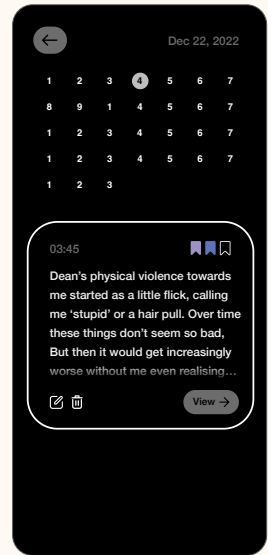 Dec 22, 2022
1 2 3 4 5 6 7
8 9 1 4 5 6 7
1 2 3 4 5 6 7
1 2 3 4 5 6 7
1 2 3
03:45
Dean’s physical violence towards
me started as a little flick, calling
me ‘stupid’ or a hair pull. Over time
these things don’t seem so bad,
But then it would get increasingly
worse without me even realising...
View